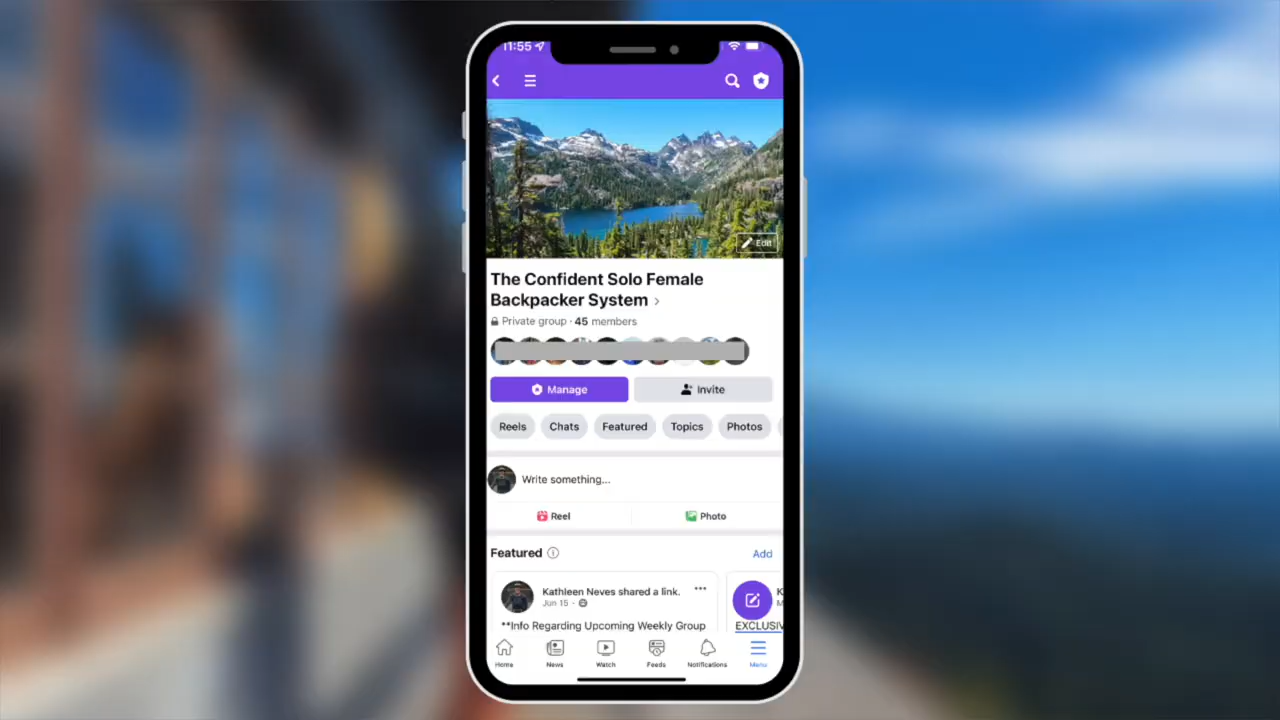 11:55
Edit
The Confident Solo Female
Backpacker System
Private group · 45 members
Manage
Invite
Reels
Chats
Featured
Topics
Photos
Write something...
Reel
Photo
Featured
Add
Kathleen Neves shared a link.
Jun 15
K
M
**Info Regarding Upcoming Weekly Group
EXCLUSIV
Home
News
Watch
Feeds
Notifications
Menu